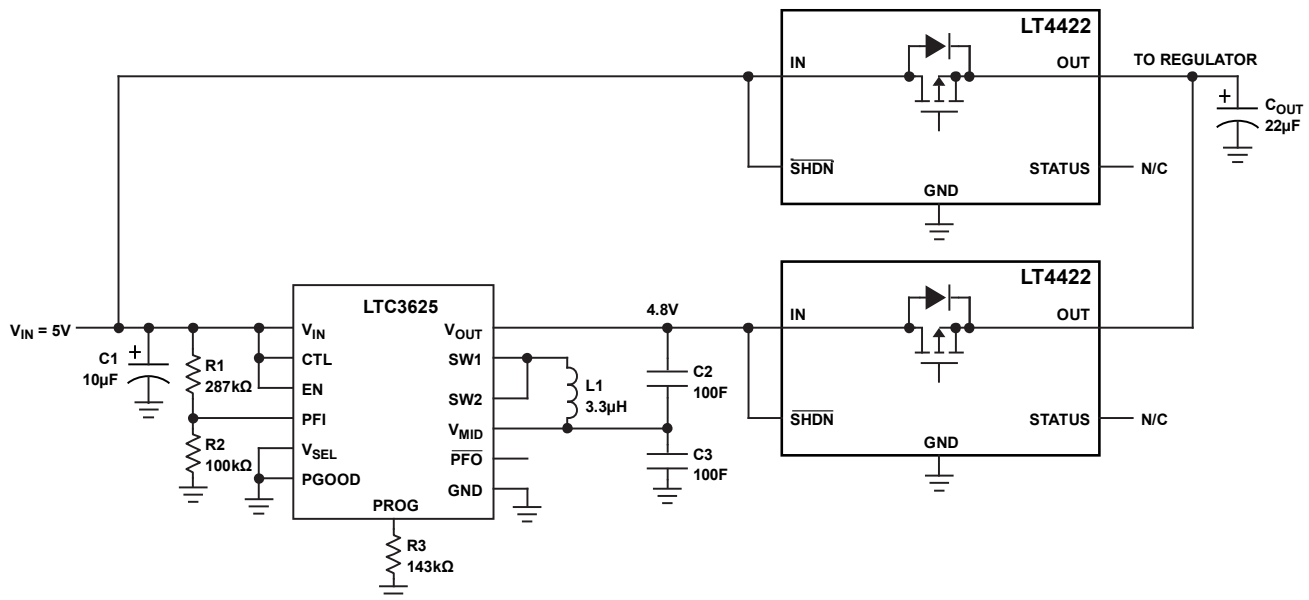 LT4422
IN
OUT
TO REGULATOR
+
C_OUT
22µF
SHDN
STATUS
N/C
GND
LT4422
IN
OUT
SHDN
STATUS
N/C
GND
V_IN = 5V
C1
+
10µF
R1
287kΩ
R2
100kΩ
LTC3625
V_IN
CTL
EN
PFI
V_SEL
PGOOD
PROG
V_OUT
SW1
SW2
V_MID
PFO
GND
R3
143kΩ
L1
3.3µH
4.8V
C2
100F
C3
100F